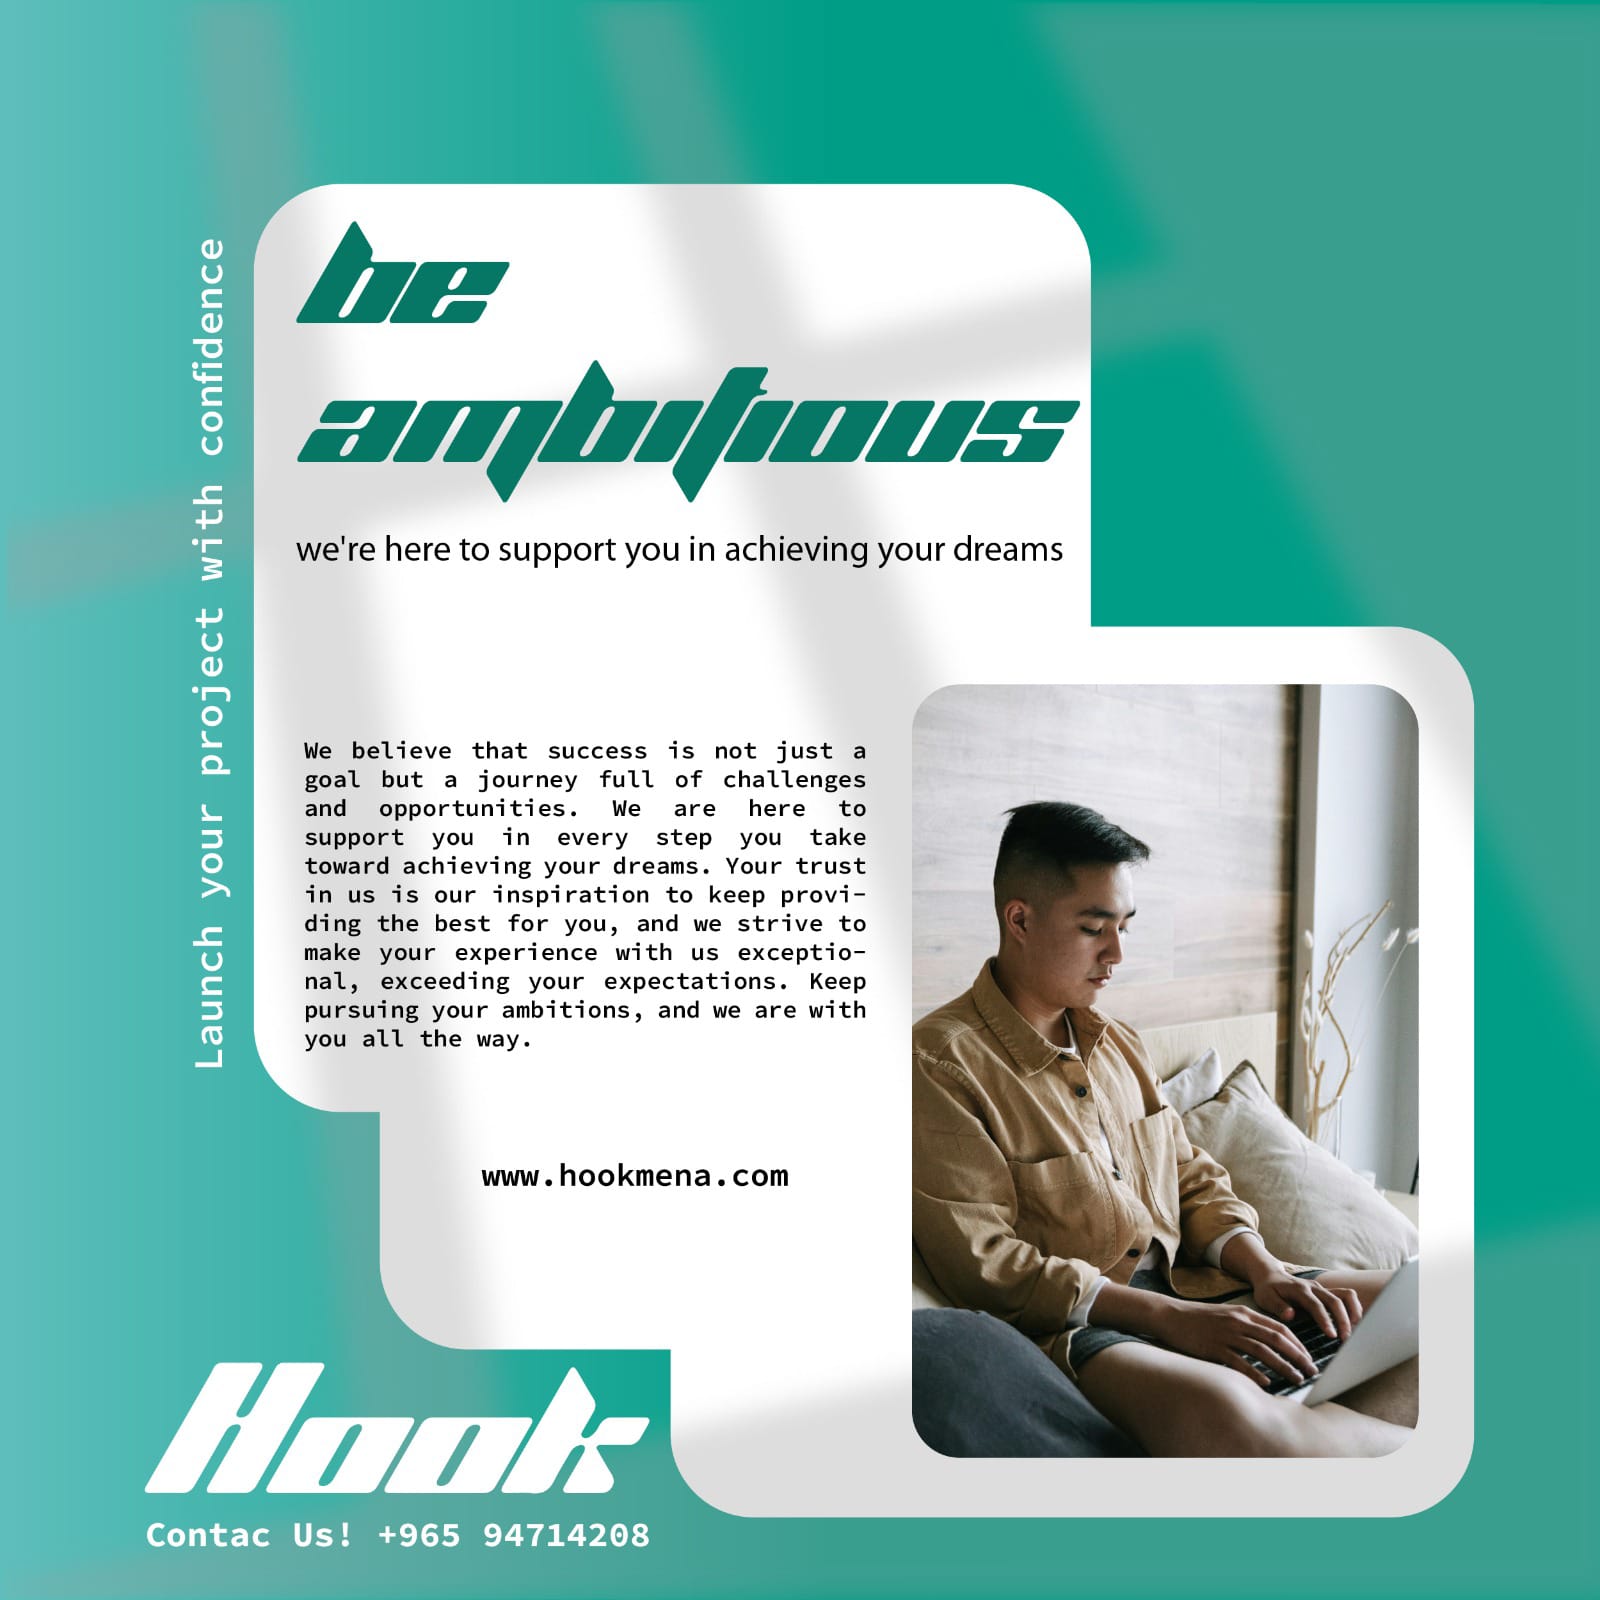 be
ambitious
we're here to support you in achieving your dreams
Launch your project with confidence
We believe that success is not just a
goal but a journey full of challenges
and opportunities. We are here to
support you in every step you take
toward achieving your dreams. Your trust
in us is our inspiration to keep provi-
ding the best for you, and we strive to
make your experience with us exceptio-
nal, exceeding your expectations. Keep
pursuing your ambitions, and we are with
you all the way.
www.hookmena.com
Hook
Contac Us! +965 94714208